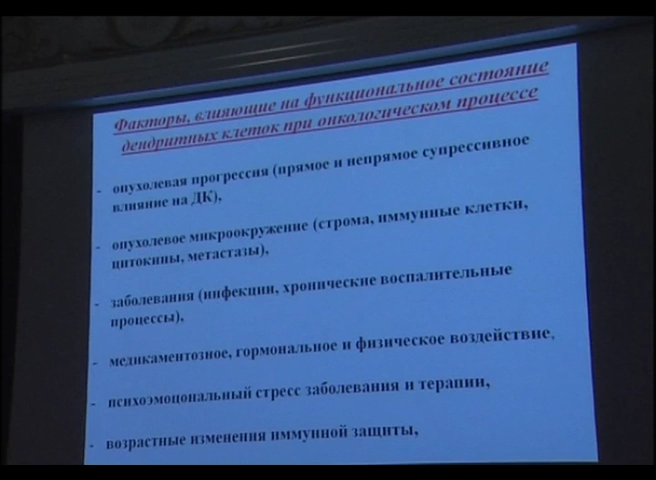 Факторы, влияющие на функциональное состояние
дендритных клеток при онкологическом процессе
- опухолевая прогрессия (прямое и непрямое супрессивное
влияние на ДК),
- опухолевое микроокружение (строма, иммунные клетки,
цитокины, метастазы),
- заболевания (инфекции, хронические воспалительные
процессы),
- медикаментозное, гормональное и физическое воздействие,
- психоэмоцональный стресс заболевания и терапии,
- возрастные изменения иммунной защиты,